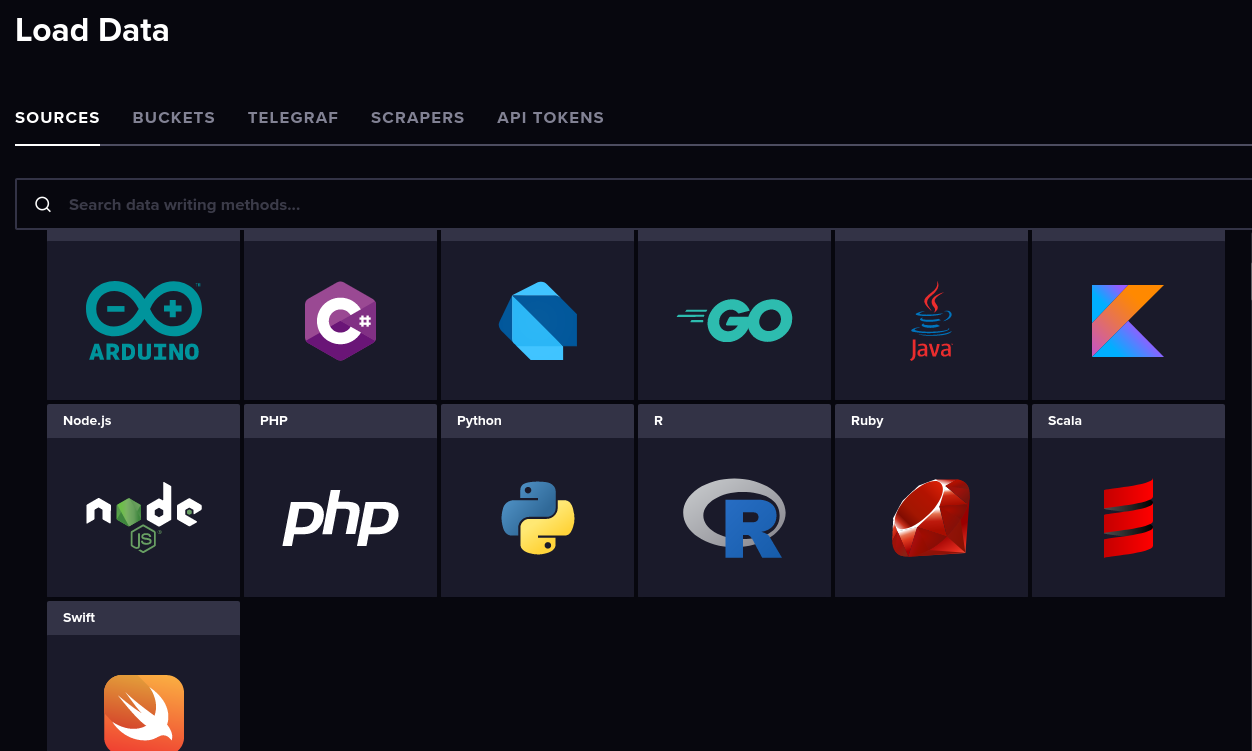 Load Data
SOURCES BUCKETS TELEGRAF SCRAPERS API TOKENS
Search data writing methods...
ARDUINO C# GO Java
Node.js PHP Python R Ruby Scala
node JS php R
Swift